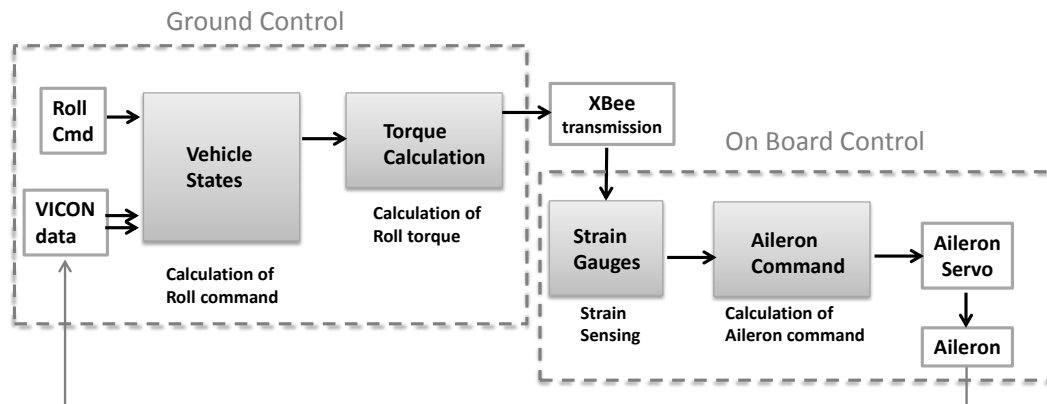 Ground Control
Roll
Cmd
VICON
data
Vehicle
States
Calculation of
Roll command
Torque
Calculation
Calculation of
Roll torque
XBee
transmission
On Board Control
Strain
Gauges
Strain
Sensing
Aileron
Command
Calculation of
Aileron command
Aileron
Servo
Aileron